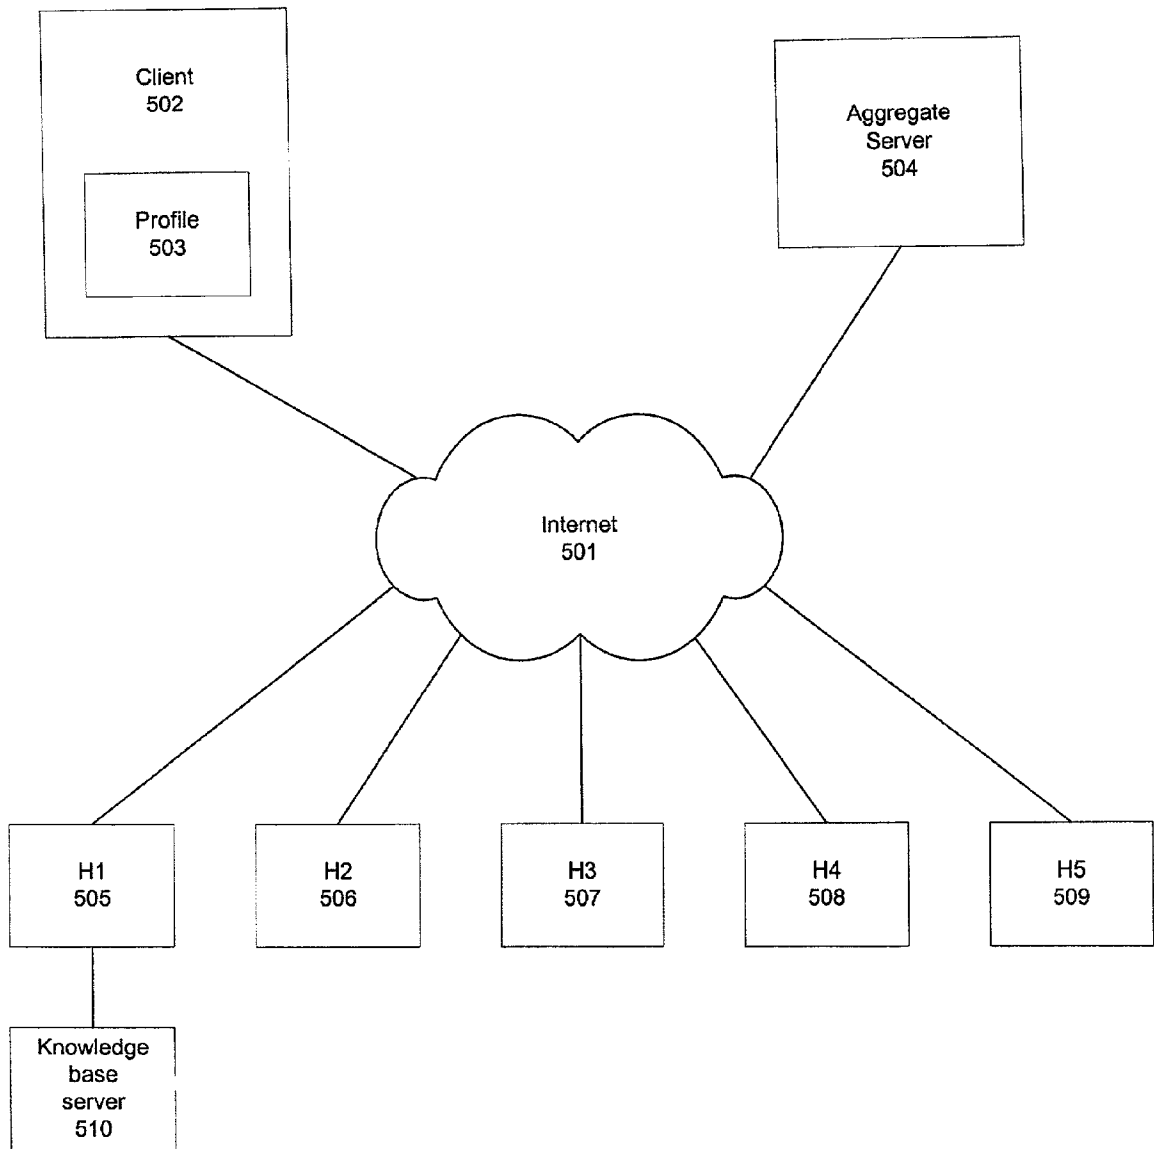 Client
502
Profile
503
Aggregate
Server
504
Internet
501
H1
505
H2
506
H3
507
H4
508
H5
509
Knowledge
base
server
510